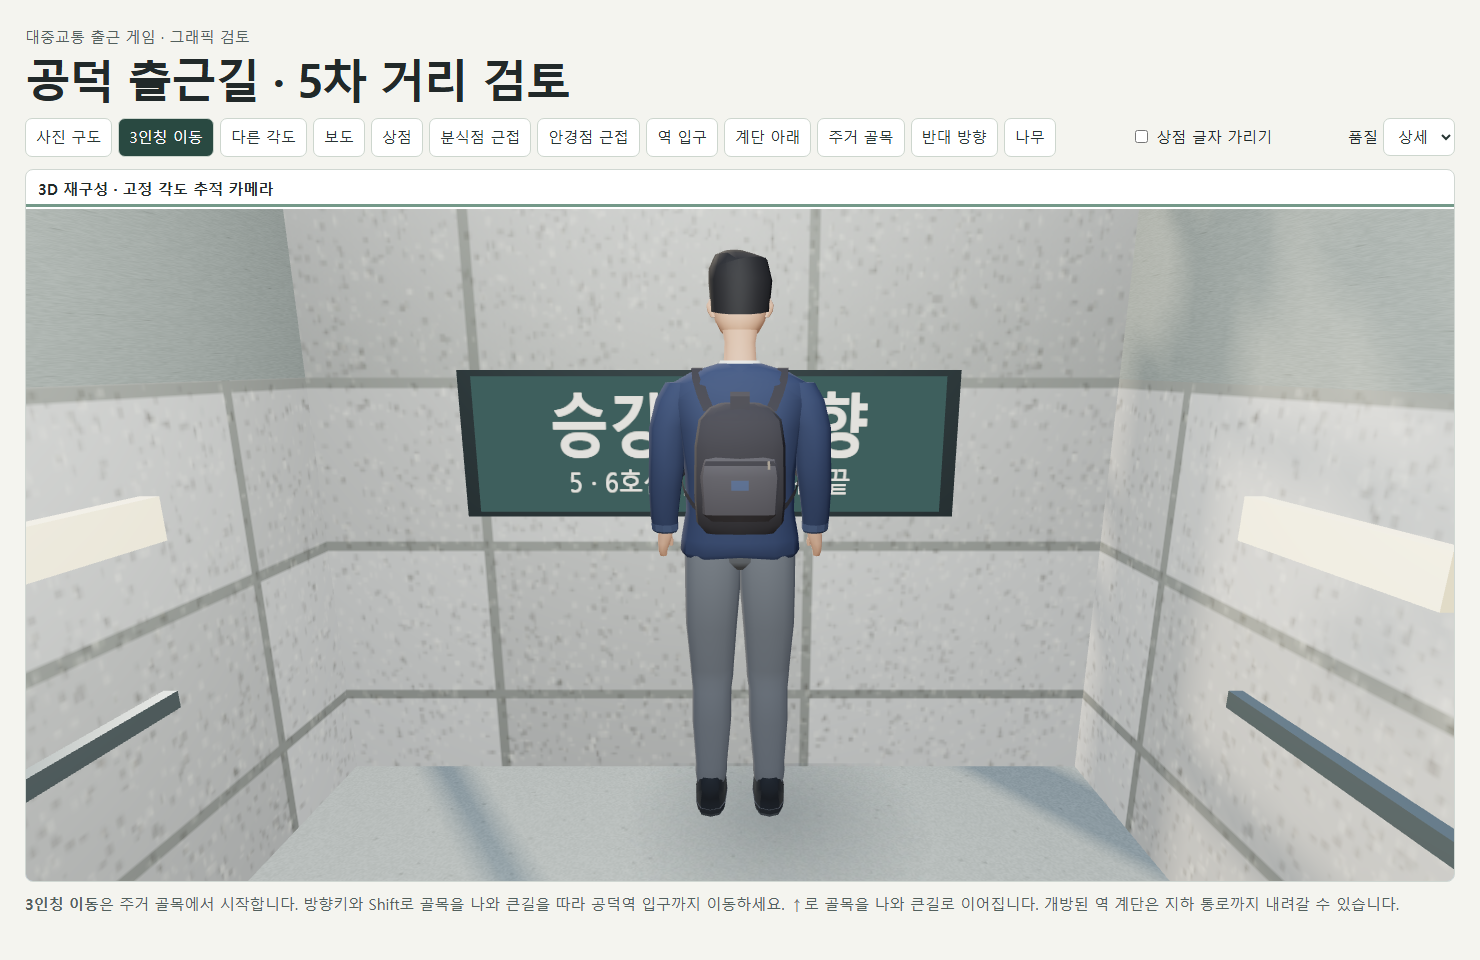 대중교통 출근 게임 · 그래픽 검토
공덕 출근길 · 5차 거리 검토
사진 구도
3인칭 이동
다른 각도
보도
상점
분식점 근접
안경점 근접
역 입구
계단 아래
주거 골목
반대 방향
나무
상점 글자 가리기
품질
상세
3D 재구성 · 고정 각도 추적 카메라
승강 향
5 · 6호 끝
3인칭 이동은 주거 골목에서 시작합니다. 방향키와 Shift로 골목을 나와 큰길을 따라 공덕역 입구까지 이동하세요. ↑로 골목을 나와 큰길로 이어집니다. 개방된 역 계단은 지하 통로까지 내려갈 수 있습니다.